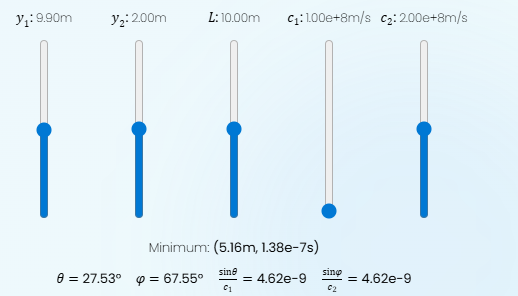 y₁: 9.90m y₂: 2.00m L: 10.00m c₁: 1.00e+8m/s c₂: 2.00e+8m/s
Minimum: (5.16m, 1.38e-7s)
θ = 27.53° φ = 67.55° sinθ/c₁ = 4.62e-9 sinφ/c₂ = 4.62e-9